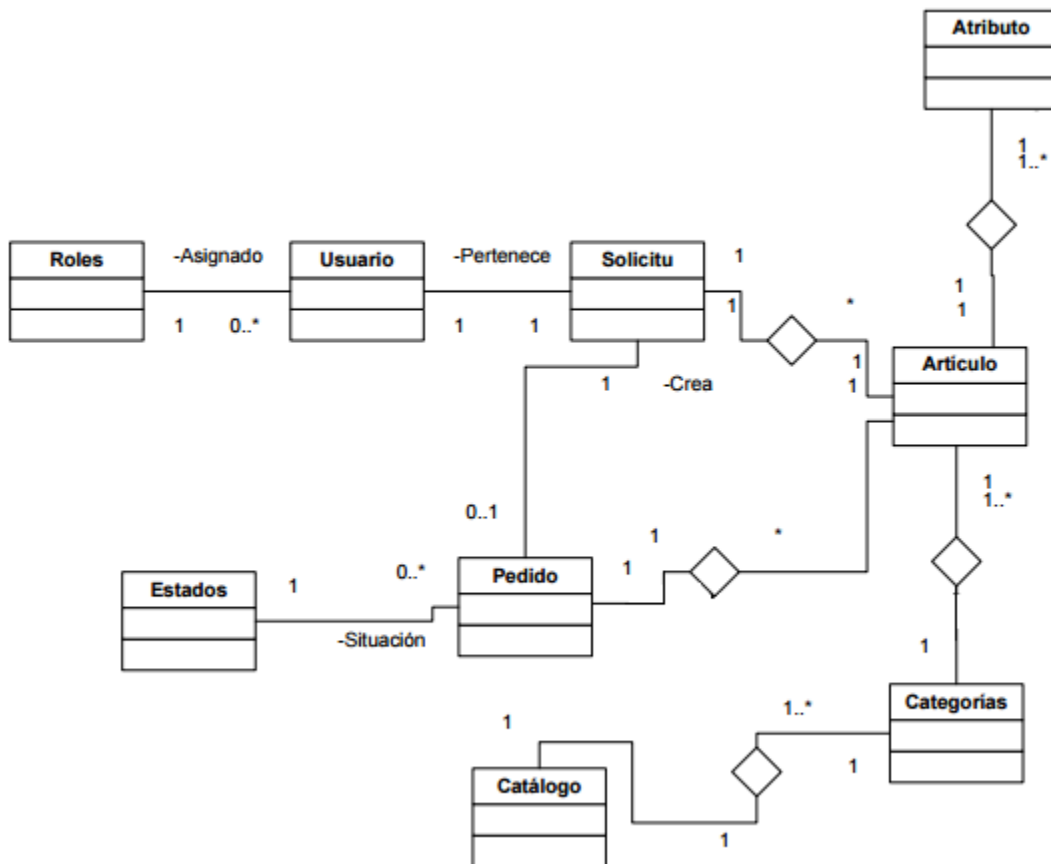 Atributo
1
1..*
Roles
-Asignado
Usuario
-Pertenece
Solicitu
1
1
0..*
1
1
1
*
1
1
1
1
Articulo
1
-Crea
0..1
1
*
1
1..*
Estados
1
0..*
Pedido
1
-Situación
1
Categorías
1
1..*
1
Catálogo
1